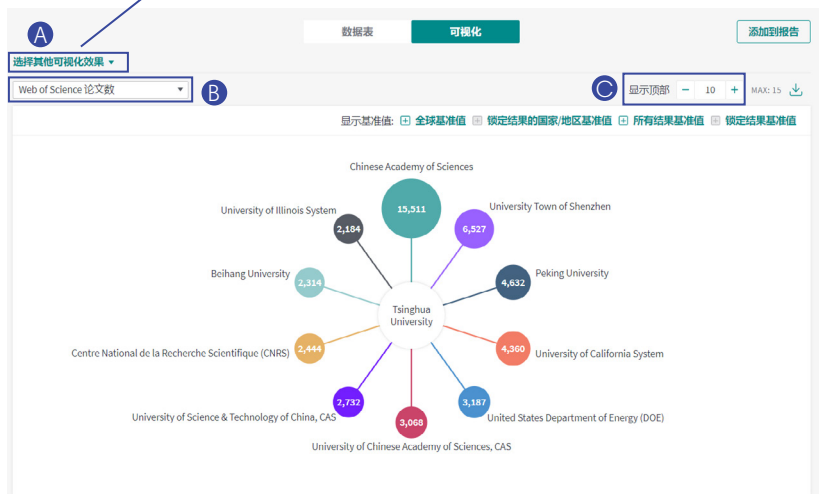 A
数据表
可视化
添加到报告
选择其他可视化效果 ▾
Web of Science 论文数 ▾
B
C
显示顶部 − 10 +
MAX: 15
显示基准值: 全球基准值 锁定结果的国家/地区基准值 所有结果基准值 锁定结果基准值
Chinese Academy of Sciences
15,511
University of Illinois System
2,184
University Town of Shenzhen
6,527
Beihang University
2,314
Peking University
4,632
Tsinghua
University
Centre National de la Recherche Scientifique (CNRS)
2,444
4,360
University of California System
2,732
University of Science & Technology of China, CAS
3,187
United States Department of Energy (DOE)
3,068
University of Chinese Academy of Sciences, CAS